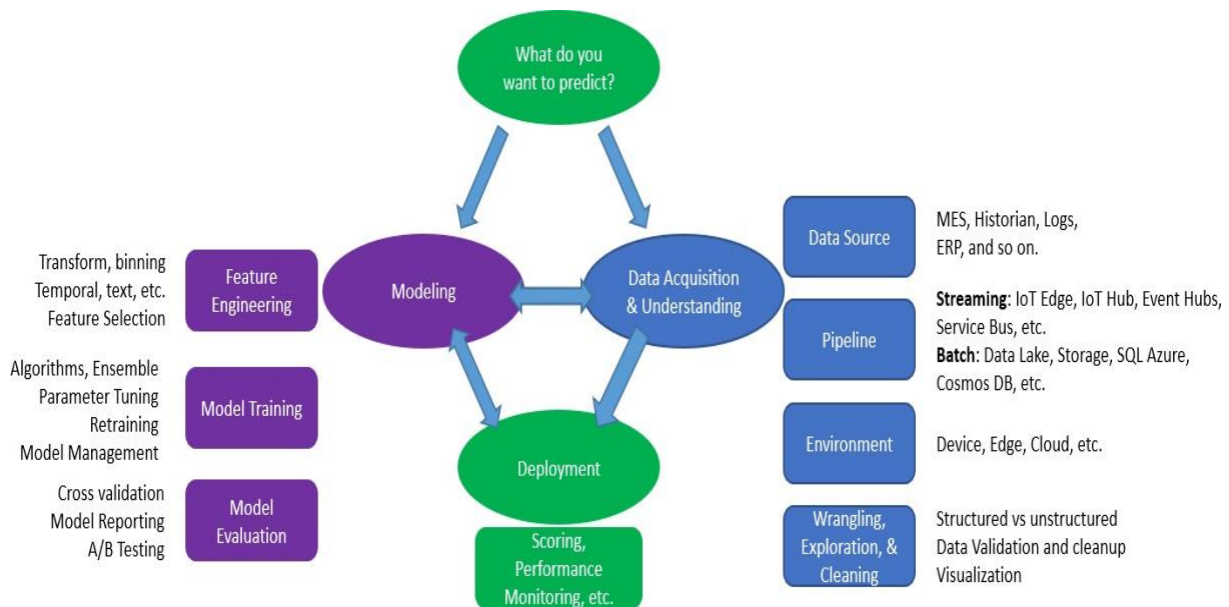 What do you
want to predict?
Modeling
Data Acquisition
& Understanding
Deployment
Scoring,
Performance
Monitoring, etc.
Transform, binning
Temporal, text, etc.
Feature Selection
Feature
Engineering
Algorithms, Ensemble
Parameter Tuning
Retraining
Model Management
Model Training
Cross validation
Model Reporting
A/B Testing
Model
Evaluation
Data Source
MES, Historian, Logs,
ERP, and so on.
Pipeline
Streaming: IoT Edge, IoT Hub, Event Hubs,
Service Bus, etc.
Batch: Data Lake, Storage, SQL Azure,
Cosmos DB, etc.
Environment
Device, Edge, Cloud, etc.
Wrangling,
Exploration, &
Cleaning
Structured vs unstructured
Data Validation and cleanup
Visualization